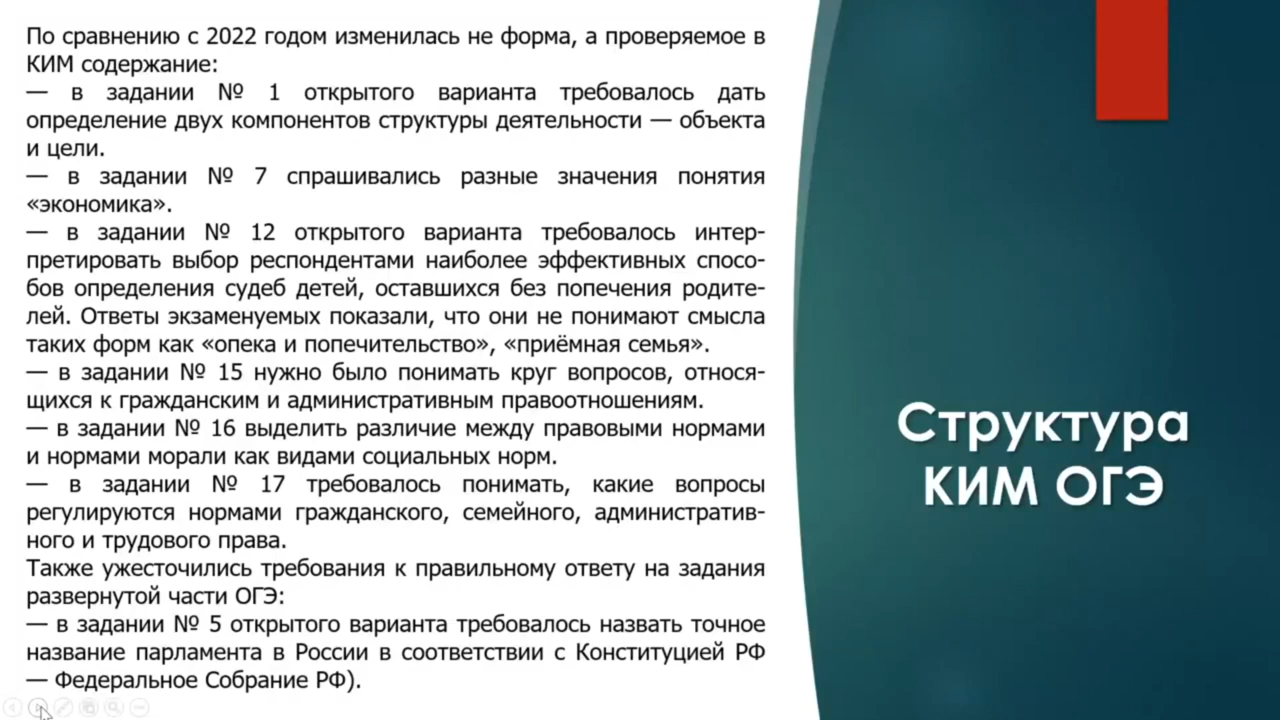 По сравнению с 2022 годом изменилась не форма, а проверяемое в
КИМ содержание:
— в задании № 1 открытого варианта требовалось дать
определение двух компонентов структуры деятельности — объекта
и цели.
— в задании № 7 спрашивались разные значения понятия
«экономика».
— в задании № 12 открытого варианта требовалось интер-
претировать выбор респондентами наиболее эффективных спосо-
бов определения судеб детей, оставшихся без попечения родите-
лей. Ответы экзаменуемых показали, что они не понимают смысла
таких форм как «опека и попечительство», «приёмная семья».
— в задании № 15 нужно было понимать круг вопросов, относя-
щихся к гражданским и административным правоотношениям.
— в задании № 16 выделить различие между правовыми нормами
и нормами морали как видами социальных норм.
— в задании № 17 требовалось понимать, какие вопросы
регулируются нормами гражданского, семейного, административ-
ного и трудового права.
Также ужесточились требования к правильному ответу на задания
развернутой части ОГЭ:
— в задании № 5 открытого варианта требовалось назвать точное
название парламента в России в соответствии с Конституцией РФ
— Федеральное Собрание РФ).
Структура
КИМ ОГЭ